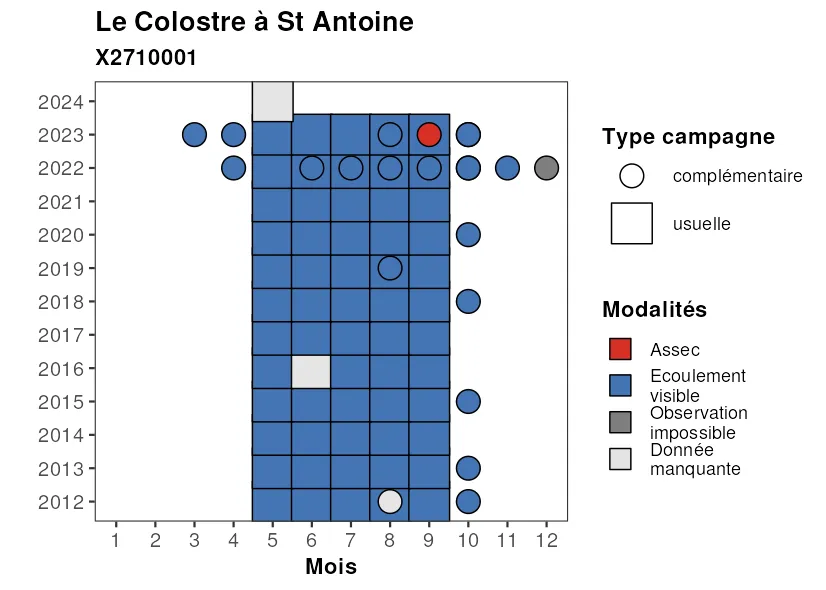 Le Colostre à St Antoine
X2710001
2024
2023
2022
2021
2020
2019
2018
2017
2016
2015
2014
2013
2012
1 2 3 4 5 6 7 8 9 10 11 12
Mois
Type campagne
complémentaire
usuelle
Modalités
Assec
Ecoulement
visible
Observation
impossible
Donnée
manquante